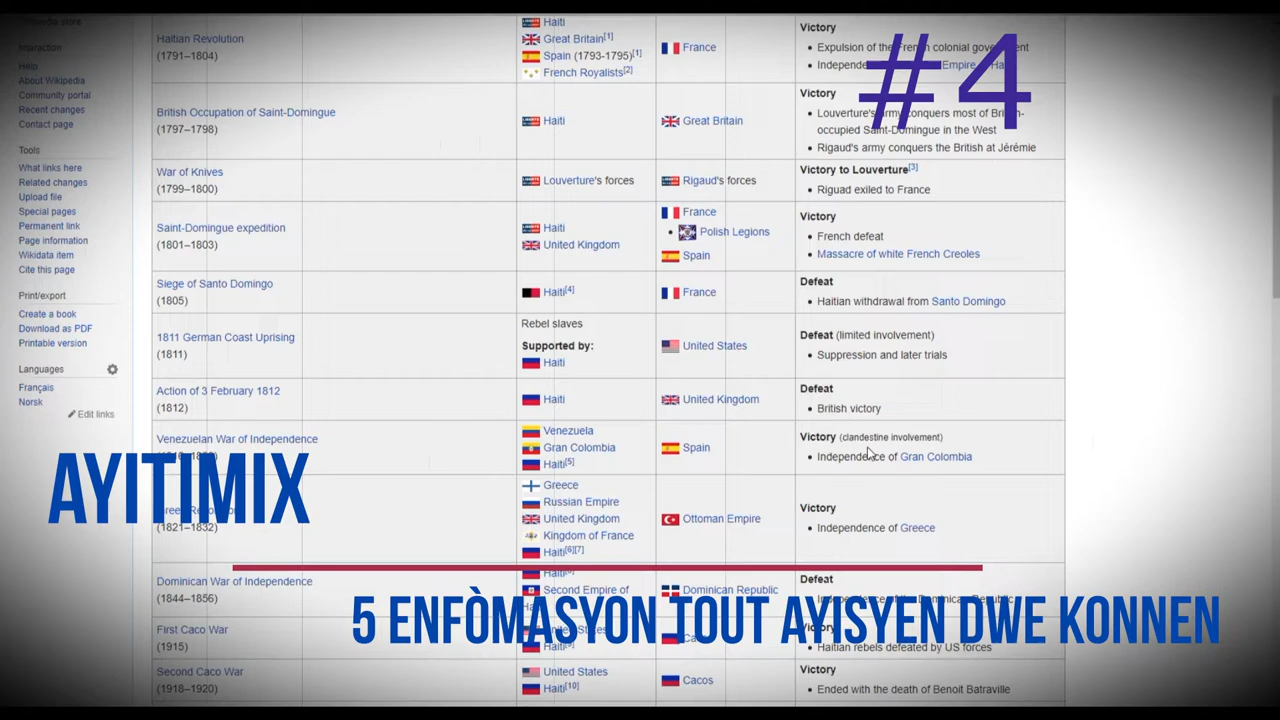 Interaction
Help
About Wikipedia
Community portal
Recent changes
Contact page
Tools
What links here
Related changes
Upload file
Special pages
Permanent link
Page information
Wikidata item
Cite this page
Print/export
Create a book
Download as PDF
Printable version
Languages
Français
Norsk
Edit links
#4
Haitian Revolution
(1791–1804)
Haiti
Great Britain[1]
Spain (1793-1795)[1]
French Royalists[2]
France
Victory
Expulsion of the French colonial government
British Occupation of Saint-Domingue
(1797–1798)
Haiti
Great Britain
Victory
Louverture's army conquers most of British-
occupied Saint-Domingue in the West
Rigaud's army conquers the British at Jérémie
War of Knives
(1799–1800)
Louverture's forces
Rigaud's forces
Victory to Louverture[3]
Riguad exiled to France
Saint-Domingue expedition
(1801–1803)
Haiti
United Kingdom
France
Polish Legions
Spain
Victory
French defeat
Massacre of white French Creoles
Siege of Santo Domingo
(1805)
Haiti[4]
France
Defeat
Haitian withdrawal from Santo Domingo
1811 German Coast Uprising
(1811)
Rebel slaves
Supported by:
Haiti
United States
Defeat (limited involvement)
Suppression and later trials
Action of 3 February 1812
(1812)
Haiti
United Kingdom
Defeat
British victory
Venezuelan War of Independence
Venezuela
Gran Colombia
Haiti[5]
Spain
Victory (clandestine involvement)
Independence of Gran Colombia
AYITIMIX
(1821–1832)
Greece
Russian Empire
United Kingdom
Kingdom of France
Haiti[6][7]
Ottoman Empire
Victory
Independence of Greece
Dominican War of Independence
(1844–1856)
Haiti
Second Empire of
Dominican Republic
Defeat
5 ENFÒMASYON TOUT AYISYEN DWE KONNEN
First Caco War
(1915)
Haiti
Victory
Haitian rebels defeated by US forces
Second Caco War
(1918–1920)
United States
Haiti[10]
Cacos
Victory
Ended with the death of Benoit Batraville